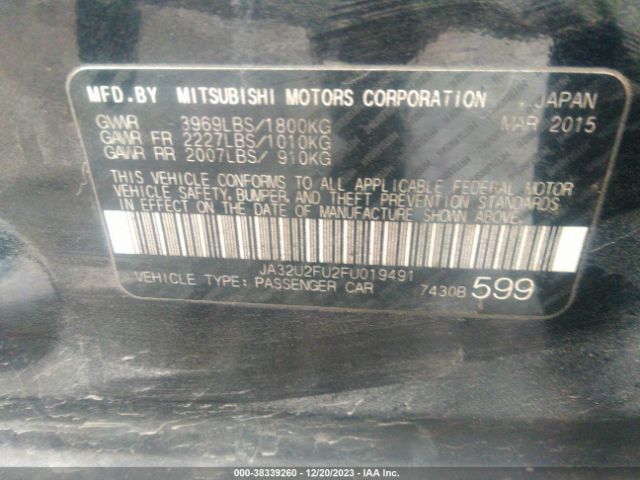 MFD.BY MITSUBISHI MOTORS CORPORATION , JAPAN
GVWR 3969LBS/1800KG MAR 2015
GAWR FR 2227LBS/1010KG
GAWR RR 2007LBS/ 910KG
THIS VEHICLE CONFORMS TO ALL APPLICABLE FEDERAL MOTOR
VEHICLE SAFETY, BUMPER, AND THEFT PREVENTION STANDARDS
IN EFFECT ON THE DATE OF MANUFACTURE SHOWN ABOVE.
JA32U2FU2FU019491
VEHICLE TYPE: PASSENGER CAR 7430B 599
000-38339260 - 12/20/2023 - IAA Inc.